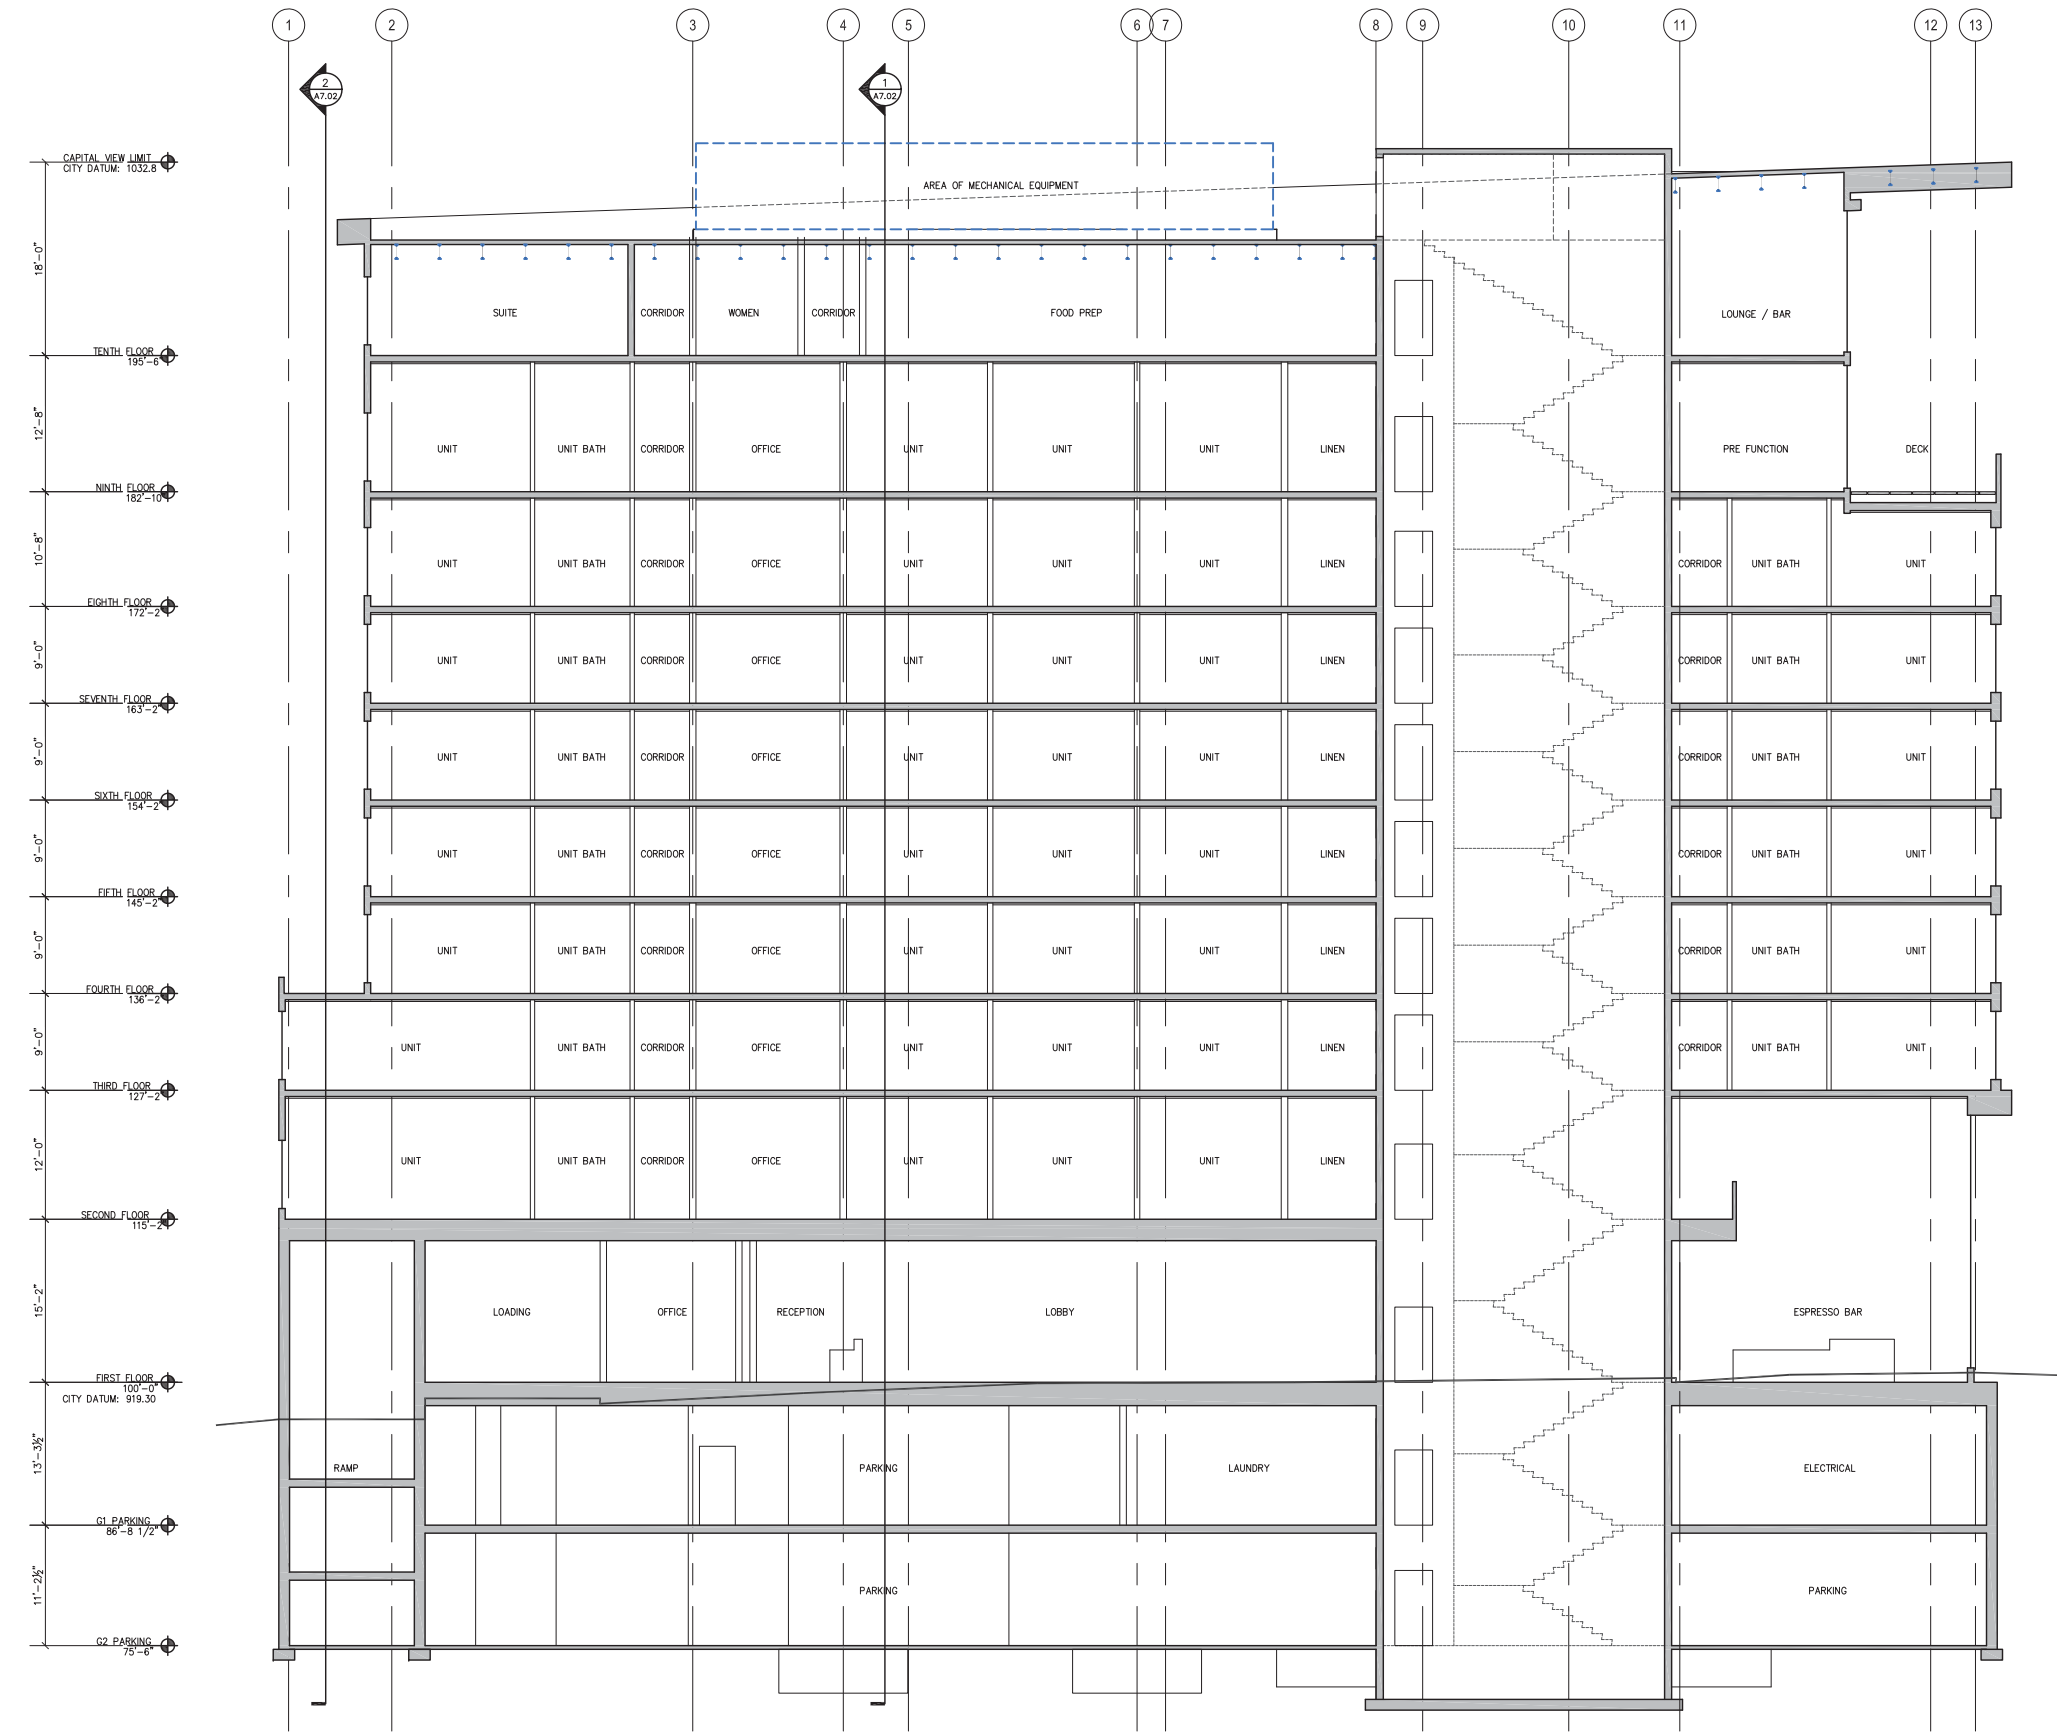 1 2 3 4 5 6 7 8 9 10 11 12 13
2
A7.02
1
A7.02
CAPITAL VIEW LIMIT
CITY DATUM: 1032.8
AREA OF MECHANICAL EQUIPMENT
18'-0"
SUITE CORRIDOR WOMEN CORRIDOR FOOD PREP LOUNGE / BAR
TENTH FLOOR
195'-6"
12'-8"
UNIT UNIT BATH CORRIDOR OFFICE UNIT UNIT UNIT LINEN PRE FUNCTION DECK
NINTH FLOOR
182'-10"
10'-8"
UNIT UNIT BATH CORRIDOR OFFICE UNIT UNIT UNIT LINEN CORRIDOR UNIT BATH UNIT
EIGHTH FLOOR
172'-2"
9'-0"
UNIT UNIT BATH CORRIDOR OFFICE UNIT UNIT UNIT LINEN CORRIDOR UNIT BATH UNIT
SEVENTH FLOOR
163'-2"
9'-0"
UNIT UNIT BATH CORRIDOR OFFICE UNIT UNIT UNIT LINEN CORRIDOR UNIT BATH UNIT
SIXTH FLOOR
154'-2"
9'-0"
UNIT UNIT BATH CORRIDOR OFFICE UNIT UNIT UNIT LINEN CORRIDOR UNIT BATH UNIT
FIFTH FLOOR
145'-2"
9'-0"
UNIT UNIT BATH CORRIDOR OFFICE UNIT UNIT UNIT LINEN CORRIDOR UNIT BATH UNIT
FOURTH FLOOR
136'-2"
9'-0"
UNIT UNIT BATH CORRIDOR OFFICE UNIT UNIT UNIT LINEN CORRIDOR UNIT BATH UNIT
THIRD FLOOR
127'-2"
12'-0"
UNIT UNIT BATH CORRIDOR OFFICE UNIT UNIT UNIT LINEN
SECOND FLOOR
115'-2"
15'-2"
LOADING OFFICE RECEPTION LOBBY ESPRESSO BAR
FIRST FLOOR
100'-0"
CITY DATUM: 919.30
13'-3½"
RAMP PARKING LAUNDRY ELECTRICAL
G1 PARKING
86'-8 1/2"
11'-2½"
PARKING PARKING
G2 PARKING
75'-6"